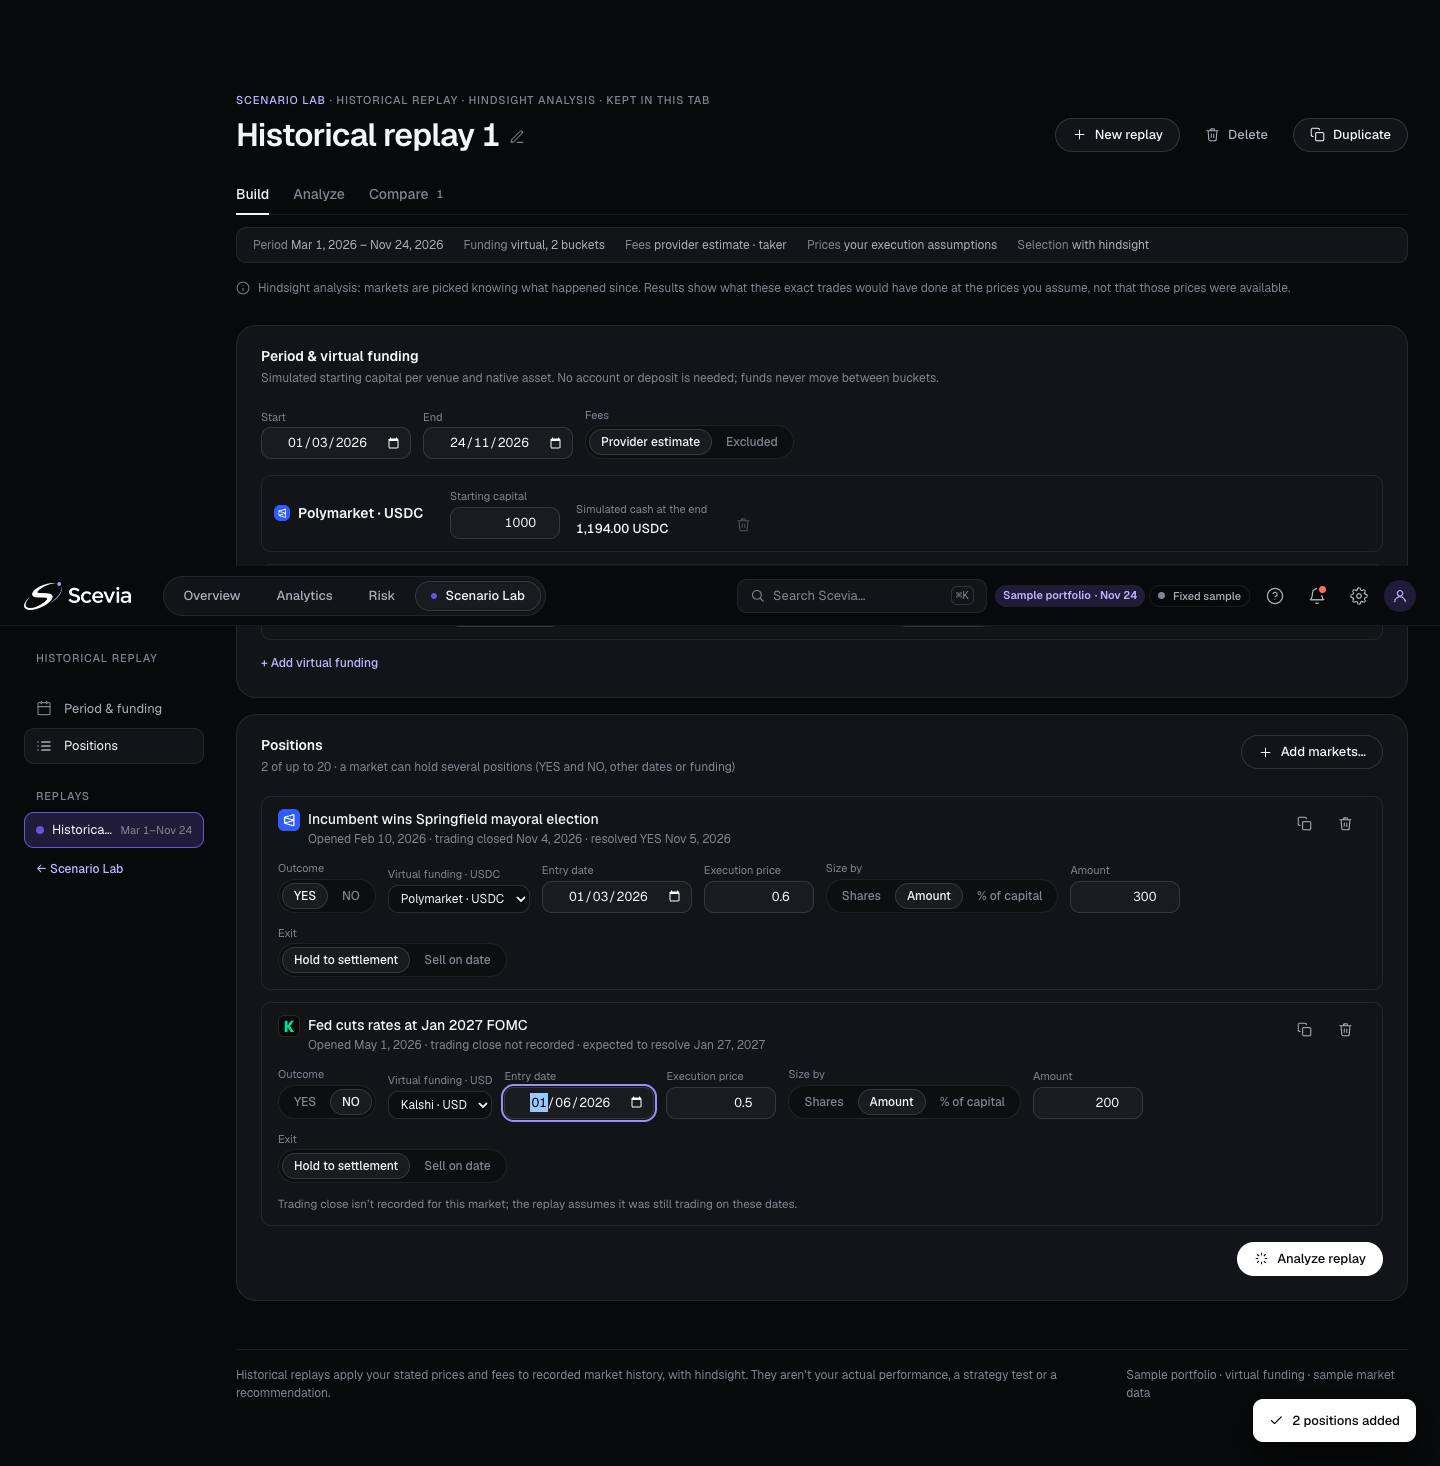 SCENARIO LAB · HISTORICAL REPLAY · HINDSIGHT ANALYSIS · KEPT IN THIS TAB
Historical replay 1
New replay
Delete
Duplicate
Build
Analyze
Compare 1
Period Mar 1, 2026 – Nov 24, 2026
Funding virtual, 2 buckets
Fees provider estimate · taker
Prices your execution assumptions
Selection with hindsight
Hindsight analysis: markets are picked knowing what happened since. Results show what these exact trades would have done at the prices you assume, not that those prices were available.
Period & virtual funding
Simulated starting capital per venue and native asset. No account or deposit is needed; funds never move between buckets.
Start
End
Fees
01/03/2026
24/11/2026
Provider estimate
Excluded
Polymarket · USDC
Starting capital
1000
Simulated cash at the end
1,194.00 USDC
Scevia
Overview
Analytics
Risk
Scenario Lab
Search Scevia…
⌘K
Sample portfolio · Nov 24
Fixed sample
HISTORICAL REPLAY
Period & funding
Positions
REPLAYS
Historica… Mar 1–Nov 24
← Scenario Lab
+ Add virtual funding
Positions
2 of up to 20 · a market can hold several positions (YES and NO, other dates or funding)
Add markets…
Incumbent wins Springfield mayoral election
Opened Feb 10, 2026 · trading closed Nov 4, 2026 · resolved YES Nov 5, 2026
Outcome
Virtual funding · USDC
Entry date
Execution price
Size by
Amount
YES
NO
Polymarket · USDC
01/03/2026
0.6
Shares
Amount
% of capital
300
Exit
Hold to settlement
Sell on date
Fed cuts rates at Jan 2027 FOMC
Opened May 1, 2026 · trading close not recorded · expected to resolve Jan 27, 2027
Outcome
Virtual funding · USD
Entry date
Execution price
Size by
Amount
YES
NO
Kalshi · USD
01/06/2026
0.5
Shares
Amount
% of capital
200
Exit
Hold to settlement
Sell on date
Trading close isn't recorded for this market; the replay assumes it was still trading on these dates.
Analyze replay
Historical replays apply your stated prices and fees to recorded market history, with hindsight. They aren't your actual performance, a strategy test or a
recommendation.
Sample portfolio · virtual funding · sample market
data
2 positions added